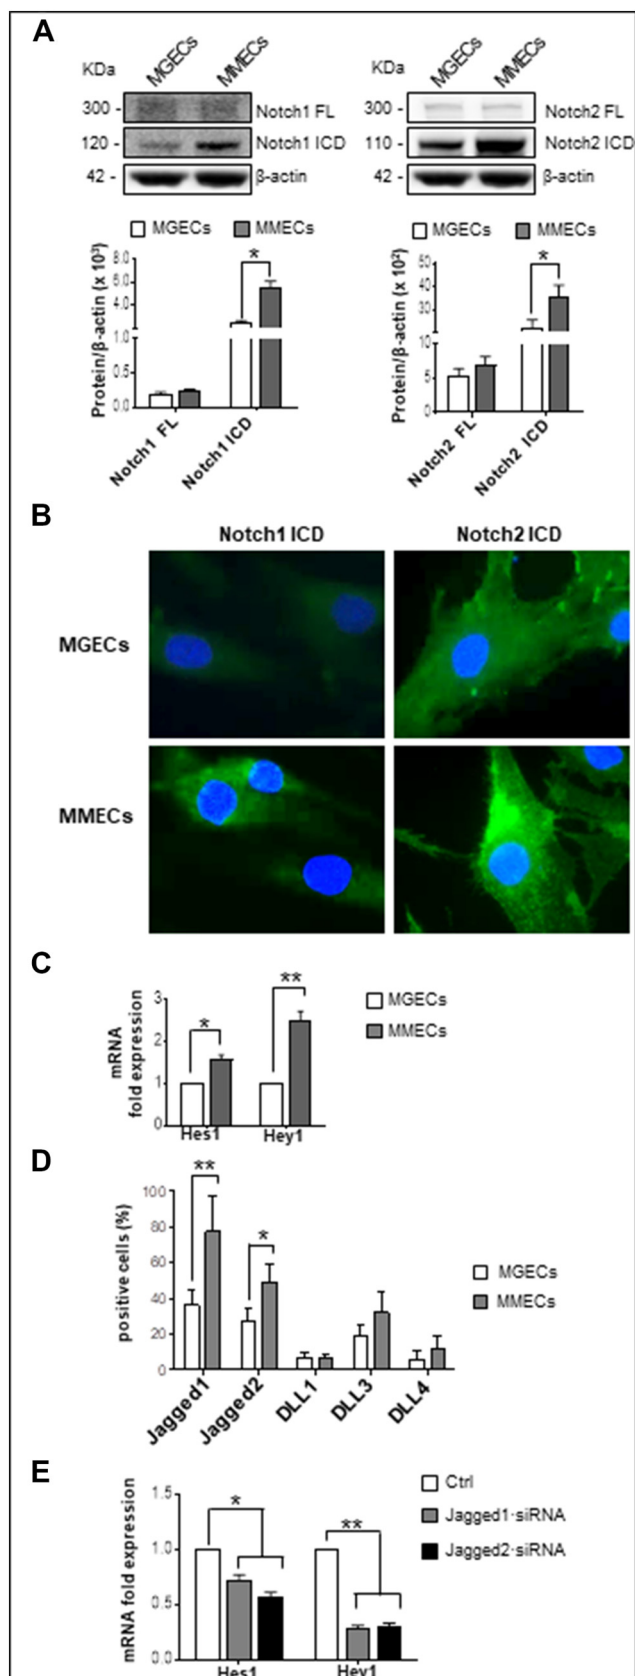 A
KDa MGECs MMECs
300 - Notch1 FL
120 - Notch1 ICD
42 - β-actin
MGECs MMECs
Protein/β-actin (x 10³)
8.0
6.0
4.0
1.0
0.5
0.0
*
Notch1 FL Notch1 ICD
KDa MGECs MMECs
300 - Notch2 FL
110 - Notch2 ICD
42 - β-actin
MGECs MMECs
Protein/β-actin (x 10²)
50
40
30
10
5
0
*
Notch2 FL Notch2 ICD
B
Notch1 ICD Notch2 ICD
MGECs
MMECs
C
mRNA
fold expression
3
2
1
0
* **
Hes1 Hey1
MGECs
MMECs
D
positive cells (%)
100
80
60
40
20
0
** *
Jagged1 Jagged2 DLL1 DLL3 DLL4
MGECs
MMECs
E
mRNA fold expression
1.5
1.0
0.5
0.0
* **
Hes1 Hey1
Ctrl
Jagged1-siRNA
Jagged2-siRNA